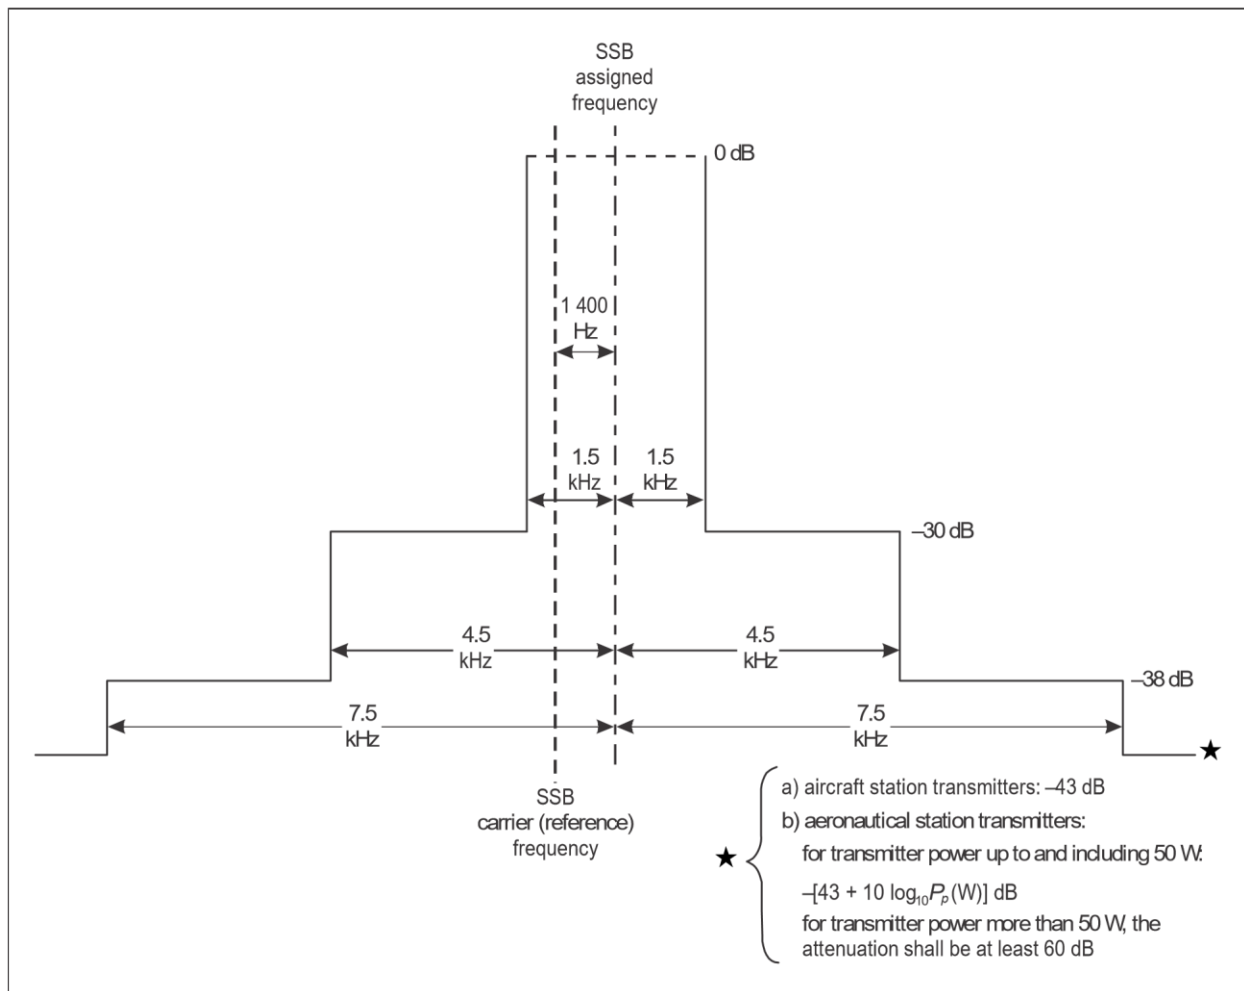 SSB
assigned
frequency
0 dB
1 400
Hz
1.5
kHz
1.5
kHz
–30 dB
4.5
kHz
4.5
kHz
–38 dB
7.5
kHz
7.5
kHz
★
SSB
carrier (reference)
frequency
★
a) aircraft station transmitters: –43 dB
b) aeronautical station transmitters:
for transmitter power up to and including 50 W:
–[43 + 10 log₁₀Pₚ(W)] dB
for transmitter power more than 50 W, the
attenuation shall be at least 60 dB